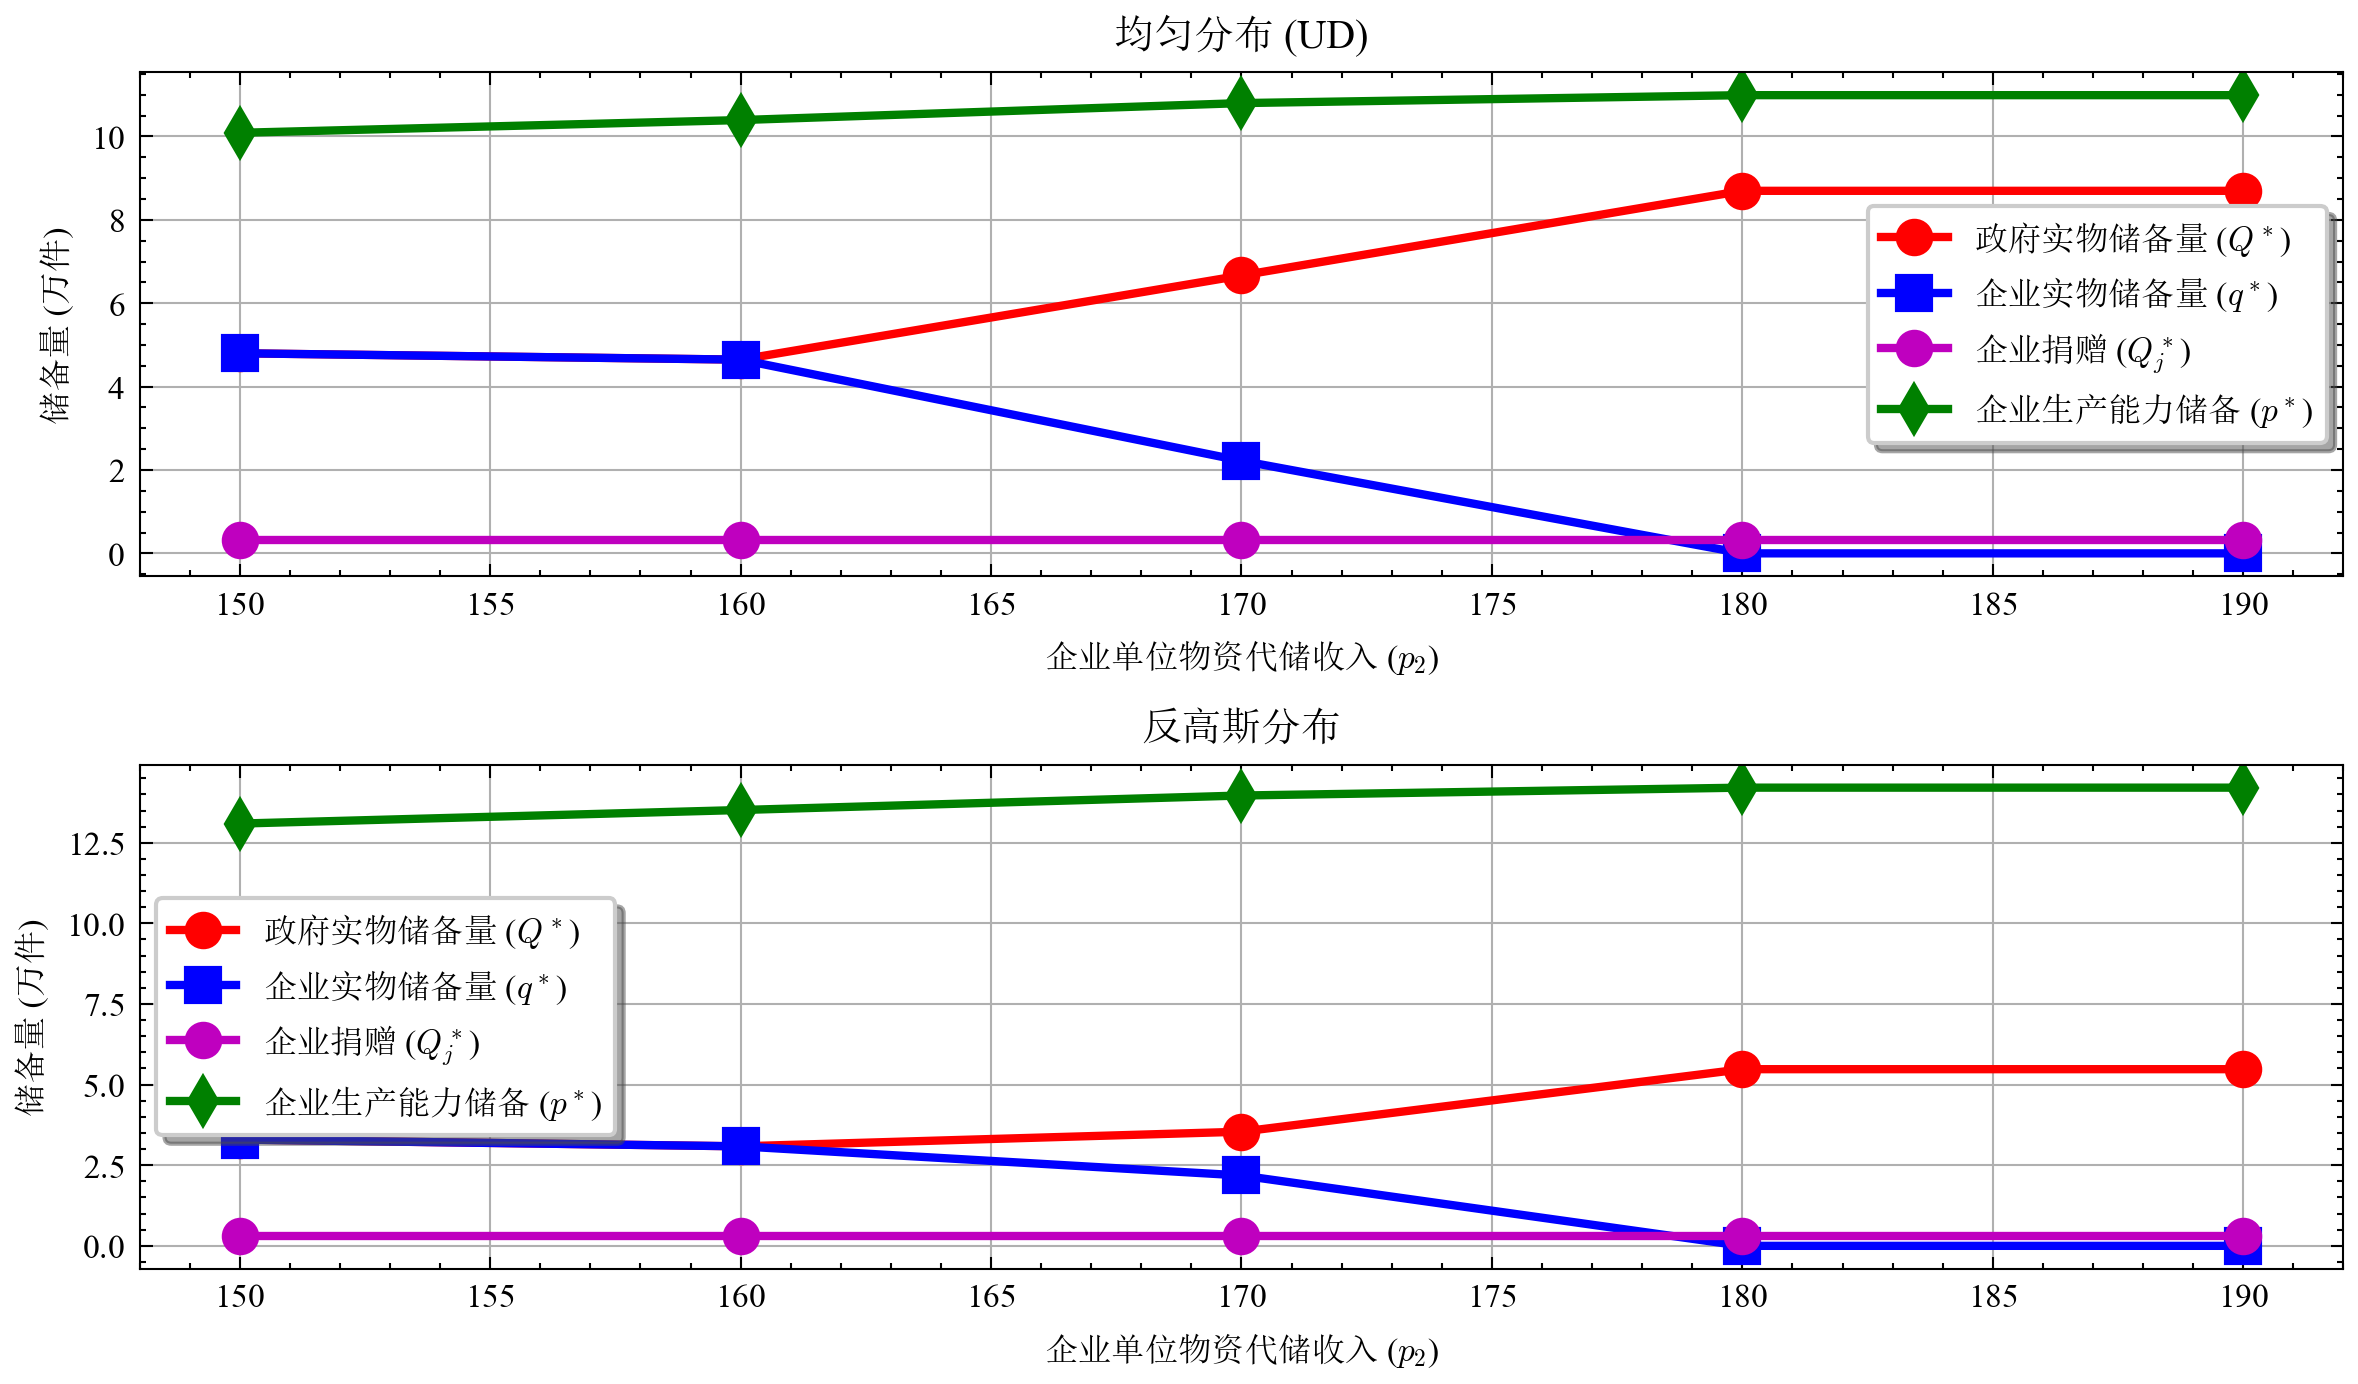 均匀分布 (UD)
储备量 (万件)
10
8
6
4
2
0
政府实物储备量 (Q*)
企业实物储备量 (q*)
企业捐赠 (Q_j^*)
企业生产能力储备 (p*)
150 155 160 165 170 175 180 185 190
企业单位物资代储收入 (p₂)
反高斯分布
储备量 (万件)
12.5
10.0
7.5
5.0
2.5
0.0
政府实物储备量 (Q*)
企业实物储备量 (q*)
企业捐赠 (Q_j^*)
企业生产能力储备 (p*)
150 155 160 165 170 175 180 185 190
企业单位物资代储收入 (p₂)